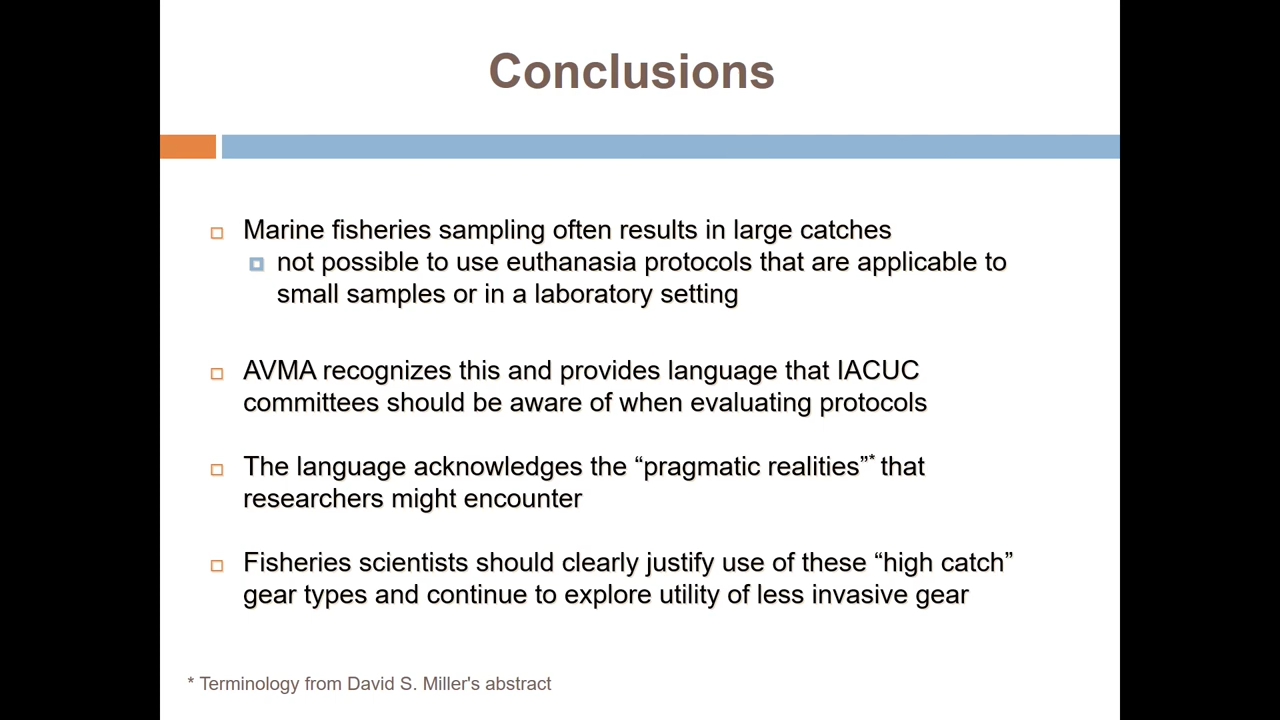 Conclusions
Marine fisheries sampling often results in large catches
not possible to use euthanasia protocols that are applicable to
small samples or in a laboratory setting
AVMA recognizes this and provides language that IACUC
committees should be aware of when evaluating protocols
The language acknowledges the “pragmatic realities”* that
researchers might encounter
Fisheries scientists should clearly justify use of these “high catch”
gear types and continue to explore utility of less invasive gear
* Terminology from David S. Miller's abstract